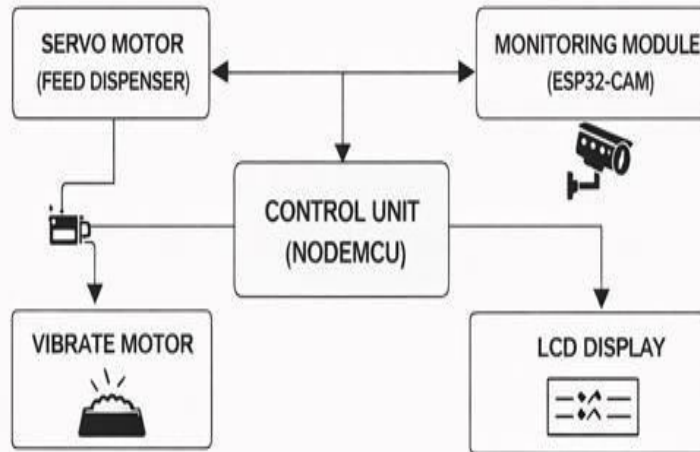 SERVO MOTOR
(FEED DISPENSER)
MONITORING MODULE
(ESP32-CAM)
CONTROL UNIT
(NODEMCU)
VIBRATE MOTOR
LCD DISPLAY